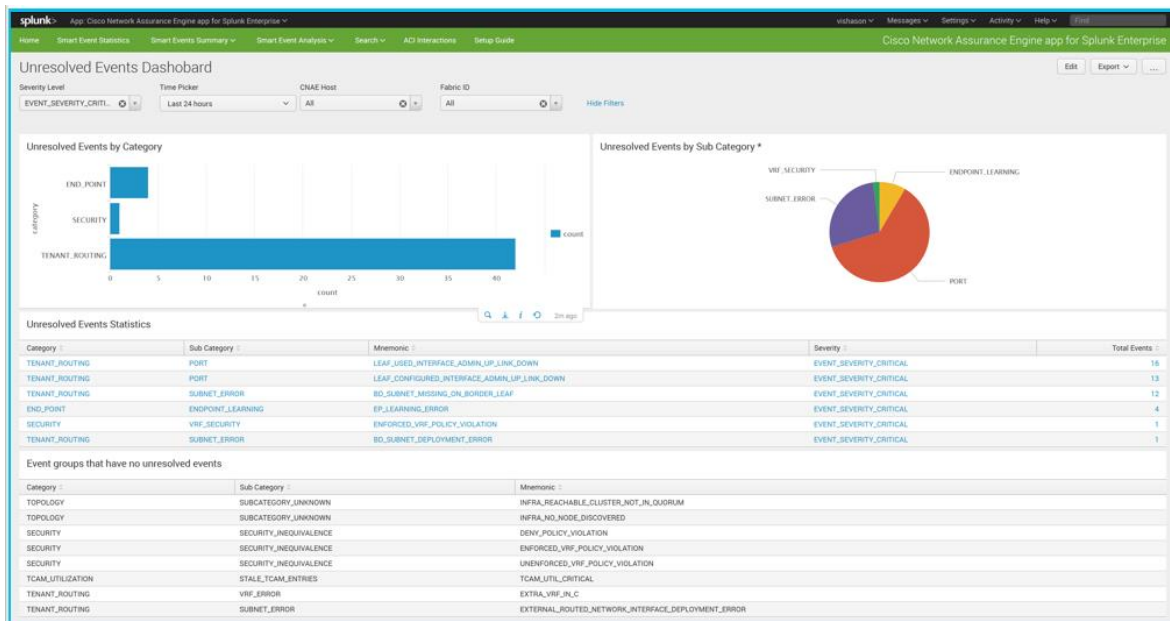 splunk> App: Cisco Network Assurance Engine app for Splunk Enterprise vishason Messages Settings Activity Help Find
Home Smart Event Statistics Smart Events Summary Smart Event Analysis Search ACI Interactions Setup Guide Cisco Network Assurance Engine app for Splunk Enterprise
Unresolved Events Dashobard Edit Export ...
Severity Level Time Picker CNAE Host Fabric ID
EVENT_SEVERITY_CRITI... Last 24 hours All All Hide Filters
Unresolved Events by Category
category
END_POINT
SECURITY
TENANT_ROUTING
0 5 10 15 20 25 30 35 40
count
count
Unresolved Events by Sub Category *
VRF_SECURITY
ENDPOINT_LEARNING
SUBNET_ERROR
PORT
2m ago
Unresolved Events Statistics
Category Sub Category Mnemonic Severity Total Events
TENANT_ROUTING PORT LEAF_USED_INTERFACE_ADMIN_UP_LINK_DOWN EVENT_SEVERITY_CRITICAL 16
TENANT_ROUTING PORT LEAF_CONFIGURED_INTERFACE_ADMIN_UP_LINK_DOWN EVENT_SEVERITY_CRITICAL 13
TENANT_ROUTING SUBNET_ERROR BD_SUBNET_MISSING_ON_BORDER_LEAF EVENT_SEVERITY_CRITICAL 12
END_POINT ENDPOINT_LEARNING EP_LEARNING_ERROR EVENT_SEVERITY_CRITICAL 4
SECURITY VRF_SECURITY ENFORCED_VRF_POLICY_VIOLATION EVENT_SEVERITY_CRITICAL 1
TENANT_ROUTING SUBNET_ERROR BD_SUBNET_DEPLOYMENT_ERROR EVENT_SEVERITY_CRITICAL 1
Event groups that have no unresolved events
Category Sub Category Mnemonic
TOPOLOGY SUBCATEGORY_UNKNOWN INFRA_REACHABLE_CLUSTER_NOT_IN_QUORUM
TOPOLOGY SUBCATEGORY_UNKNOWN INFRA_NO_NODE_DISCOVERED
SECURITY SECURITY_INEQUIVALENCE DENY_POLICY_VIOLATION
SECURITY SECURITY_INEQUIVALENCE ENFORCED_VRF_POLICY_VIOLATION
SECURITY SECURITY_INEQUIVALENCE UNENFORCED_VRF_POLICY_VIOLATION
TCAM_UTILIZATION STALE_TCAM_ENTRIES TCAM_UTIL_CRITICAL
TENANT_ROUTING VRF_ERROR EXTRA_VRF_IN_C
TENANT_ROUTING SUBNET_ERROR EXTERNAL_ROUTED_NETWORK_INTERFACE_DEPLOYMENT_ERROR